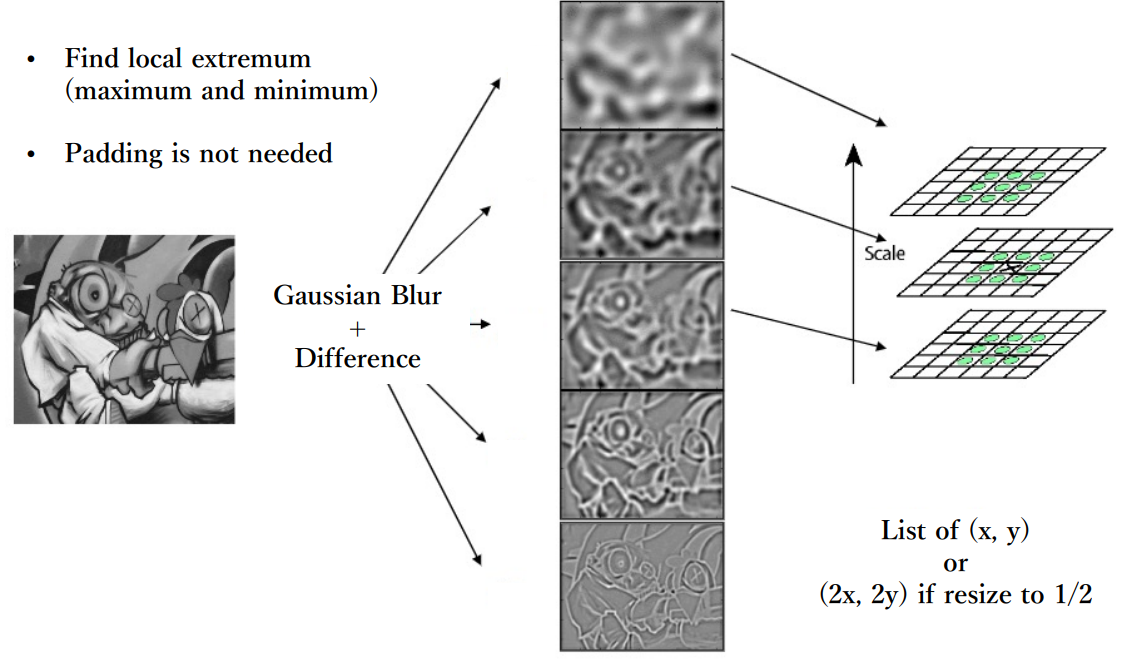 • Find local extremum
(maximum and minimum)
• Padding is not needed
Gaussian Blur
+
Difference
Scale
List of (x, y)
or
(2x, 2y) if resize to 1/2